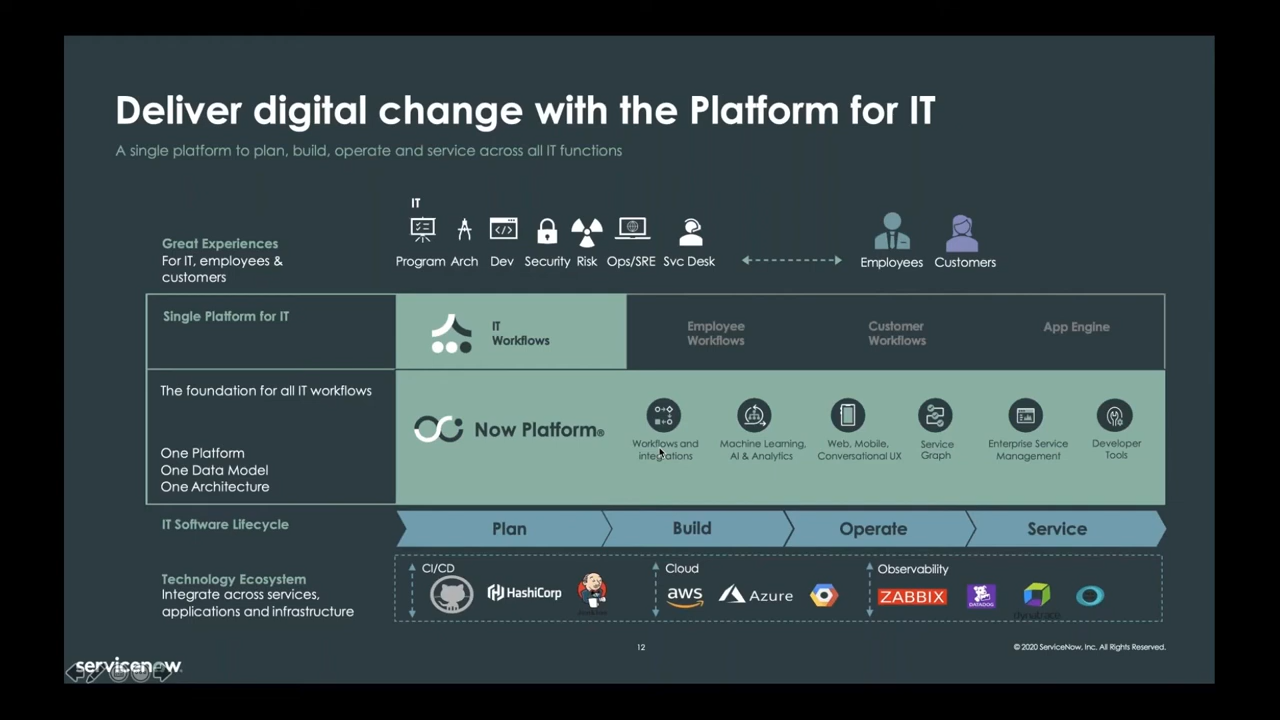 Deliver digital change with the Platform for IT
A single platform to plan, build, operate and service across all IT functions
IT
Great Experiences
For IT, employees &
customers
Program Arch Dev Security Risk Ops/SRE Svc Desk
Employees Customers
Single Platform for IT
IT
Workflows
Employee
Workflows
Customer
Workflows
App Engine
The foundation for all IT workflows
One Platform
One Data Model
One Architecture
Now Platform®
Workflows and
integrations
Machine Learning,
AI & Analytics
Web, Mobile,
Conversational UX
Service
Graph
Enterprise Service
Management
Developer
Tools
IT Software Lifecycle
Plan
Build
Operate
Service
Technology Ecosystem
Integrate across services,
applications and infrastructure
CI/CD
HashiCorp
Cloud
aws
Azure
Observability
ZABBIX
DATADOG
dynatrace
12
© 2020 ServiceNow, Inc. All Rights Reserved.
servicenow